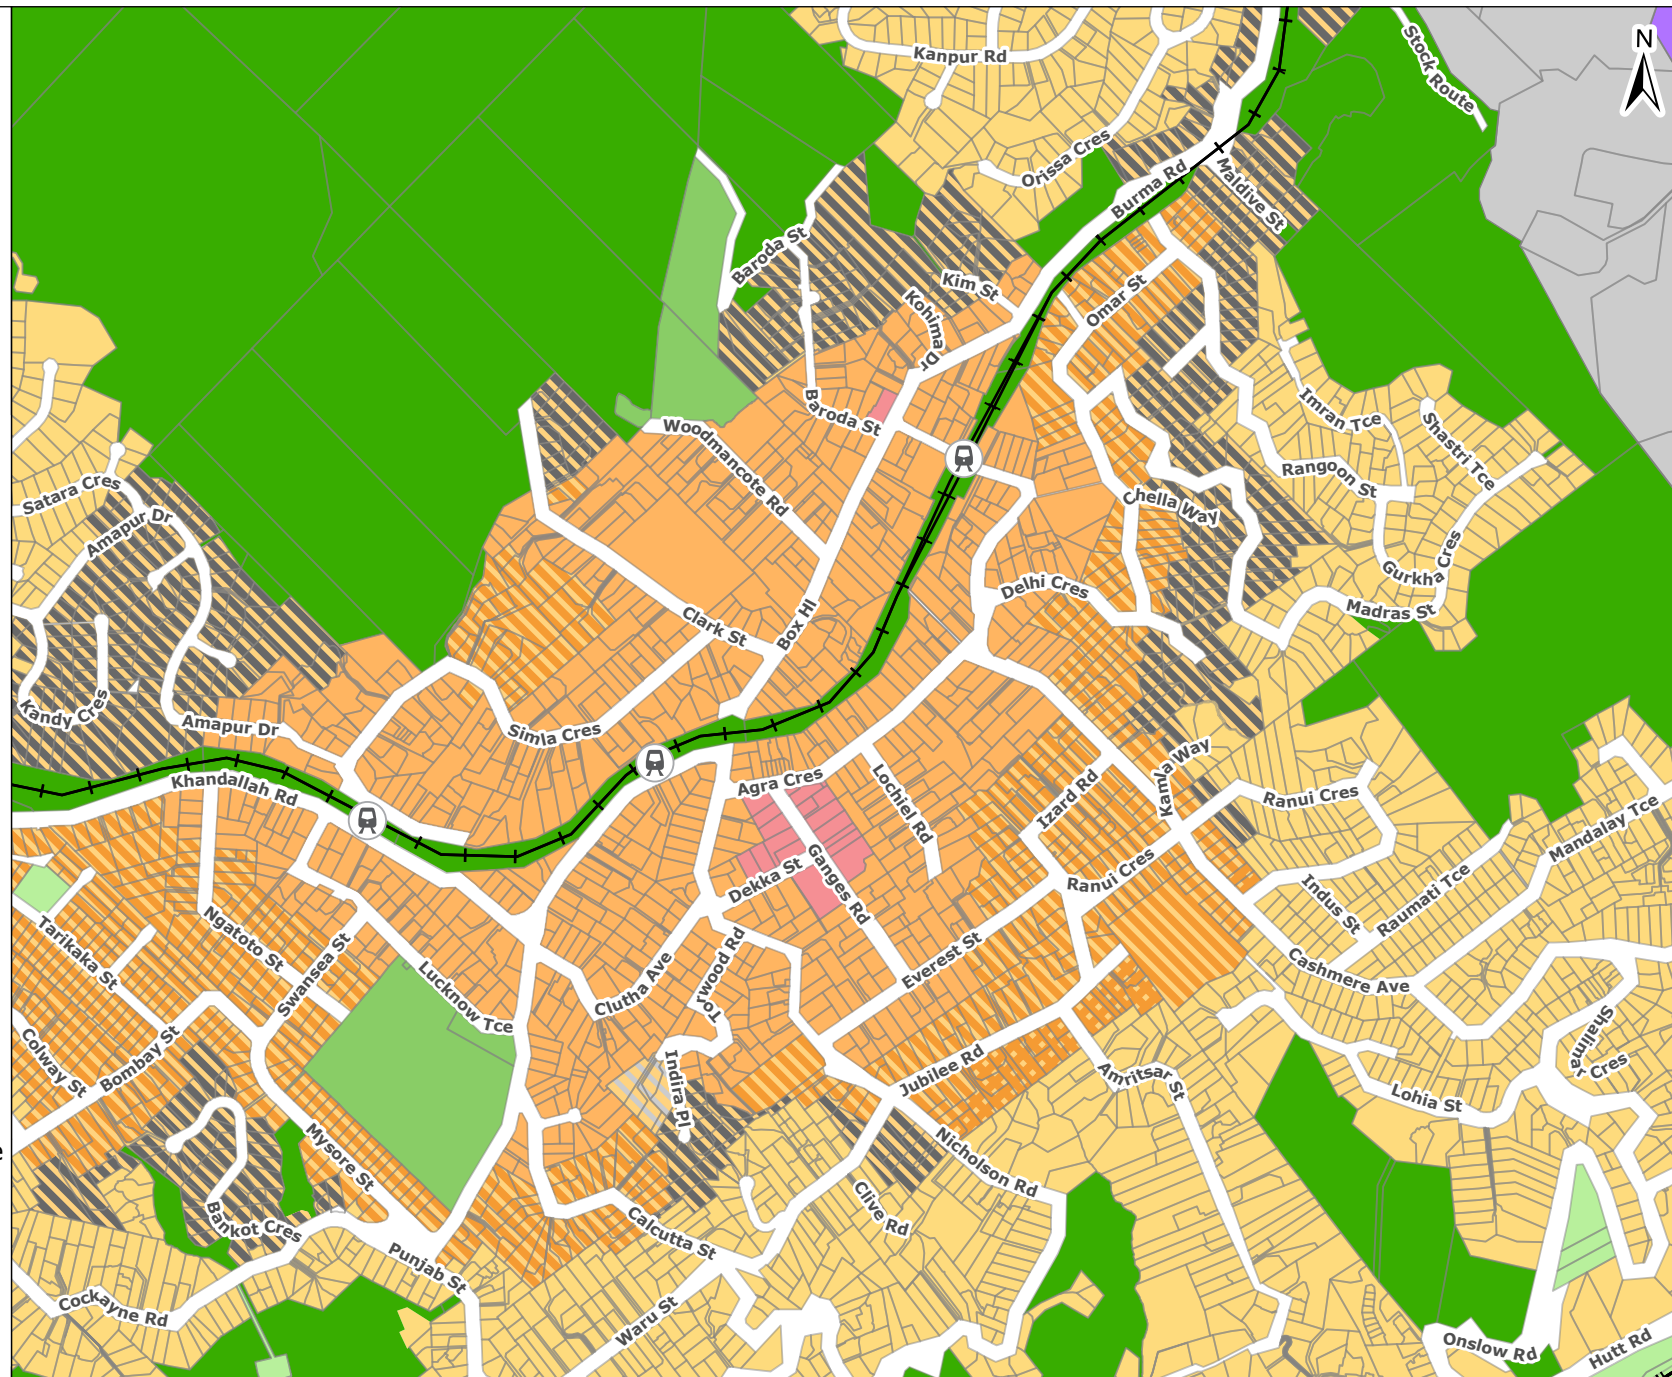 N
Kanpur Rd
Stock Route
Orissa Cres
Burma Rd
Maldive St
Baroda St
Kim St
Kohima Dr
Omar St
Baroda St
Woodmancote Rd
Imran Tce
Shastri Tce
Rangoon St
Satara Cres
Amapur Dr
Chella Way
Gurkha Cres
Delhi Cres
Madras St
Clark St
Box Hl
Kandy Cres
Amapur Dr
Simla Cres
Khandallah Rd
Agra Cres
Lochiel Rd
Izard Rd
Kamya Way
Ranui Cres
Mandalay Tce
Dekka St
Ganges Rd
Ranui Cres
Indus St
Raumati Tce
Tarikaka St
Ngatoto St
Swansea St
Lucknow Tce
Clutha Ave
Torwood Rd
Everest St
Cashmere Ave
Colway St
Bombay St
Indira Pl
Jubilee Rd
Amritsar St
Shalimar Cres
Lohia St
Mysore St
Nicholson Rd
Bankot Cres
Clive Rd
Calcutta St
Punjab St
Cockayne Rd
Waru St
Onslow Rd
Hutt Rd